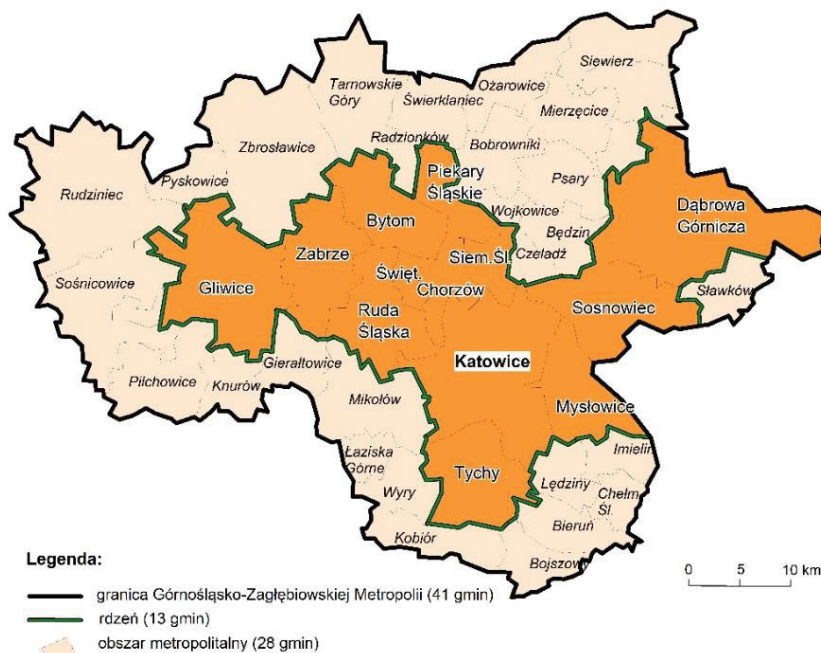 Siewierz
Tarnowskie
Góry
Ożarowice
Świerklaniec
Mierzęcice
Radzionków
Bobrowniki
Zbrosławice
Piekary
Śląskie
Psary
Pyskowice
Rudziniec
Dąbrowa
Górnicza
Wojkowice
Bytom
Będzin
Zabrze
Siem.Śl.
Czeladź
Święt.
Sośnicowice
Gliwice
Chorzów
Sławków
Sosnowiec
Ruda
Śląska
Katowice
Gierałtowice
Pilchowice
Knurów
Mikołów
Mysłowice
Imielin
Łaziska
Górne
Tychy
Lędziny
Wyry
Chełm
Śl.
Bieruń
Kobiór
Bojszowy
Legenda:
granica Górnośląsko-Zagłębiowskiej Metropolii (41 gmin)
rdzeń (13 gmin)
obszar metropolitalny (28 gmin)
0 5 10 km